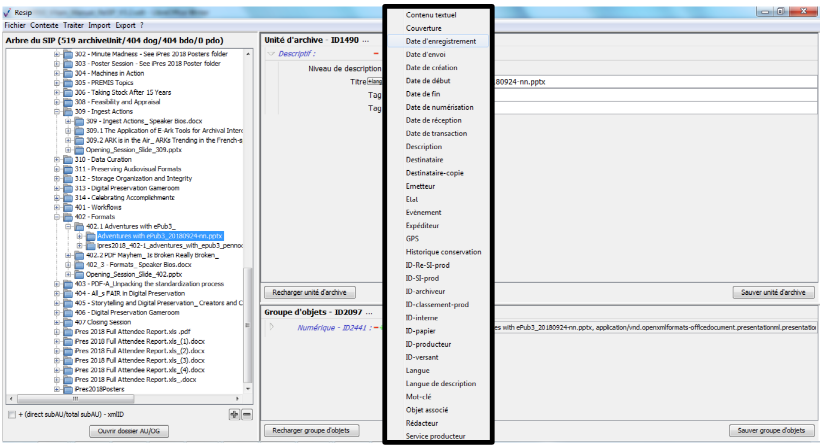 Resip
Fichier Contexte Traiter Import Export ?
Arbre du SIP (519 archiveUnit/404 dog/404 bdo/0 pdo)
302 - Minute Madness - See iPres 2018 Posters folder
303 - Poster Session - See iPres 2018 Poster folder
304 - Machines in Action
305 - PREMIS Topics
306 - Taking Stock After 15 Years
308 - Feasibility and Appraisal
309 - Ingest Actions
309 - Ingest Actions_ Speaker Bios.docx
309.1 The Application of E-Ark Tools for Archival Interc
309.2 ARK is in the Air_ ARKs Trending in the French-s
Opening_Session_Slide_309.pptx
310 - Data Curation
311 - Preserving Audiovisual Formats
312 - Storage Organization and Integrity
313 - Digital Preservation Gameroom
314 - Celebrating Accomplishments
401 - Workflows
402 - Formats
402.1 Adventures with ePub3_
Adventures with ePub3_20180924-nn.pptx
ipres2018_402-1_adventures_with_epub3_pennoc
402.2 PDF Mayhem_ Is Broken Really Broken_
402_3 - Formats_ Speaker Bios.docx
Opening_Session_Slide_402.pptx
403 - PDF-A_Unpacking the standardization process
404 - All_s FAIR in Digital Preservation
405 - Storytelling and Digital Preservation_ Creators and C
406 - Digital Preservation Gameroom
407 Closing Session
iPres 2018 Full Attendee Report.xls .pdf
iPres 2018 Full Attendee Report.xls_(1).docx
iPres 2018 Full Attendee Report.xls_(2).docx
iPres 2018 Full Attendee Report.xls_(3).docx
iPres 2018 Full Attendee Report.xls_(4).docx
iPres 2018 Full Attendee Report.xls_.docx
iPres2018Posters
+ (direct subAU/total subAU) - xmlID
Ouvrir dossier AU/OG
Unité d'archive - ID1490 ...
Descriptif :
Niveau de description
Titre +lang
80924-nn.pptx
Tag
Tag
Recharger unité d'archive
Sauver unité d'archive
Groupe d'objets - ID2097 ...
Numérique - ID2441 :
es with ePub3_20180924-nn.pptx, application/vnd.openxmlformats-officedocument.presentationml.presentation
Recharger groupe d'objets
Sauver groupe d'objets
Contenu textuel
Couverture
Date d'enregistrement
Date d'envoi
Date de création
Date de début
Date de fin
Date de numérisation
Date de réception
Date de transaction
Description
Destinataire
Destinataire-copie
Emetteur
Etat
Evènement
Expéditeur
GPS
Historique conservation
ID-Re-SI-prod
ID-SI-prod
ID-archiveur
ID-classement-prod
ID-interne
ID-papier
ID-producteur
ID-versant
Langue
Langue de description
Mot-clé
Objet associé
Rédacteur
Service producteur